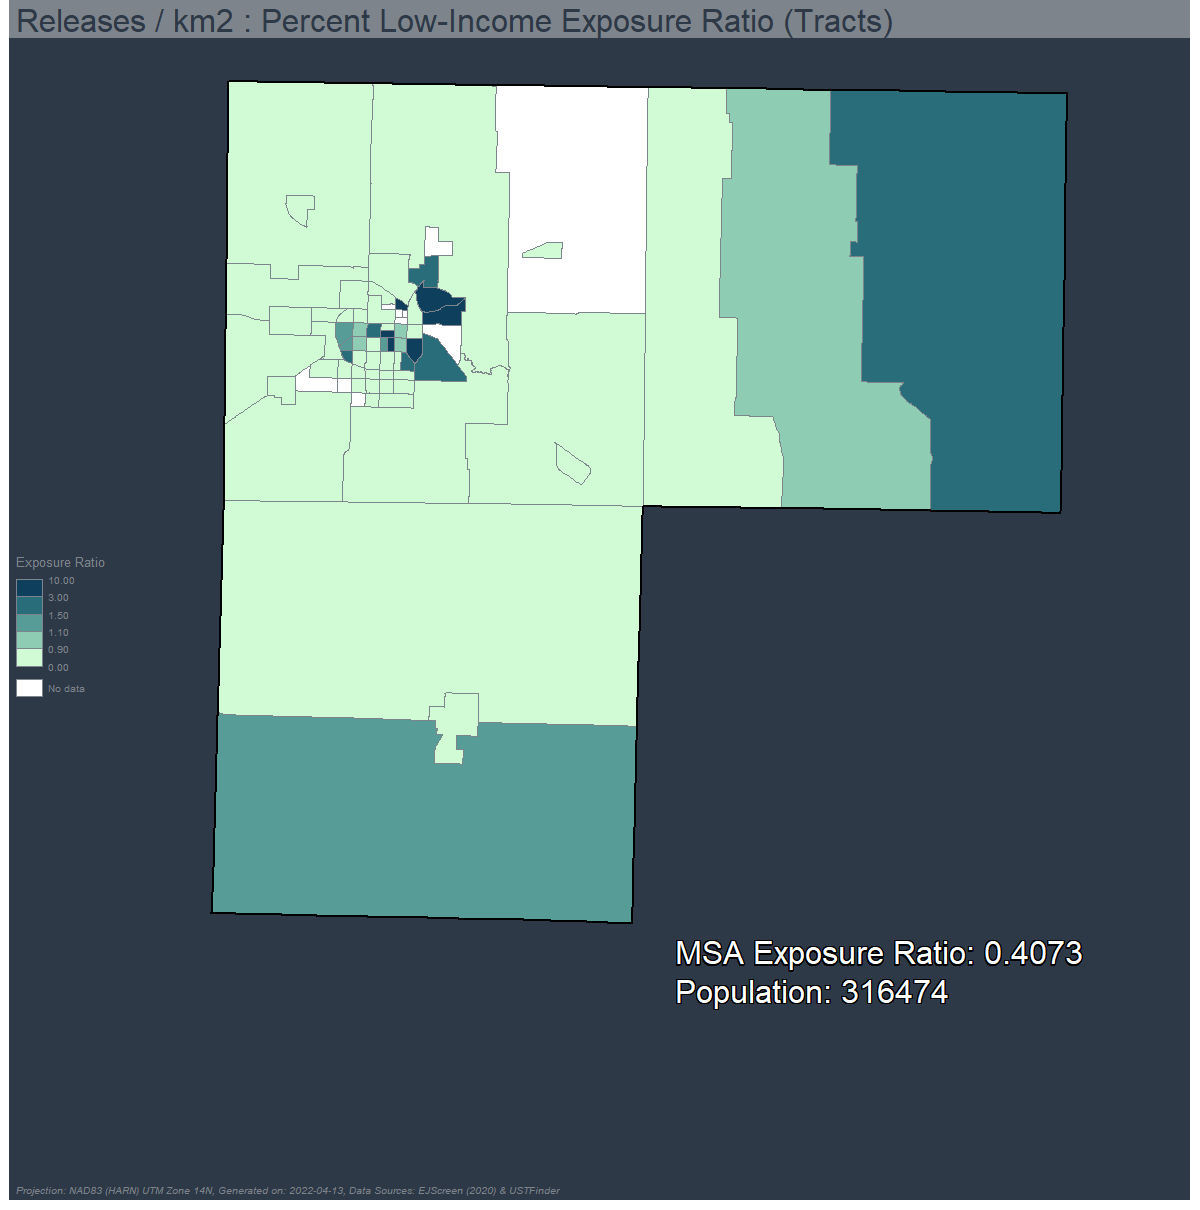 Releases / km2 : Percent Low-Income Exposure Ratio (Tracts)
Exposure Ratio
10.00
3.00
1.50
1.10
0.90
0.00
No data
MSA Exposure Ratio: 0.4073
Population: 316474
Projection: NAD83 (HARN) UTM Zone 14N, Generated on: 2022-04-13, Data Sources: EJScreen (2020) & USTFinder